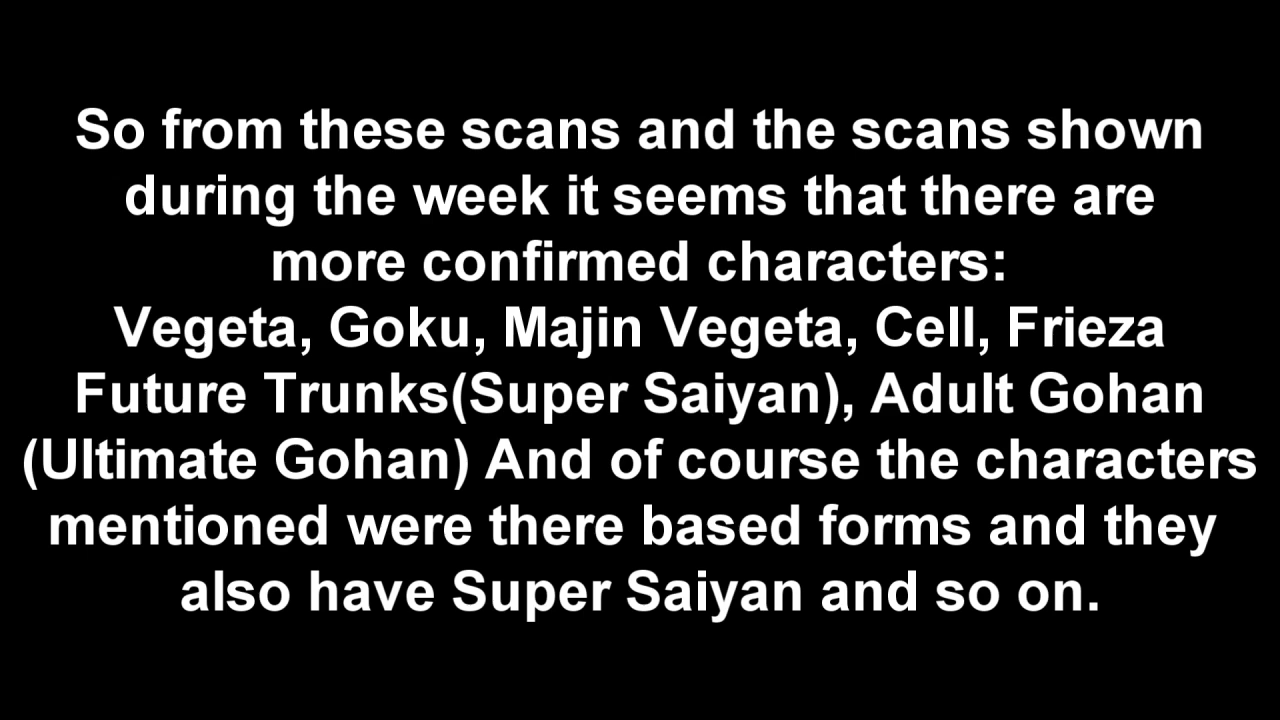 So from these scans and the scans shown
during the week it seems that there are
more confirmed characters:
Vegeta, Goku, Majin Vegeta, Cell, Frieza
Future Trunks(Super Saiyan), Adult Gohan
(Ultimate Gohan) And of course the characters
mentioned were there based forms and they
also have Super Saiyan and so on.